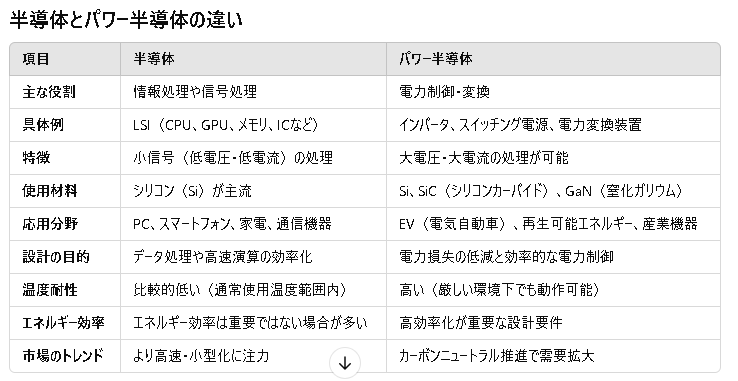 半導体とパワー半導体の違い
項目 半導体 パワー半導体
主な役割 情報処理や信号処理 電力制御・変換
具体例 LSI（CPU、GPU、メモリ、ICなど） インバータ、スイッチング電源、電力変換装置
特徴 小信号（低電圧・低電流）の処理 大電圧・大電流の処理が可能
使用材料 シリコン（Si）が主流 Si、SiC（シリコンカーバイド）、GaN（窒化ガリウム）
応用分野 PC、スマートフォン、家電、通信機器 EV（電気自動車）、再生可能エネルギー、産業機器
設計の目的 データ処理や高速演算の効率化 電力損失の低減と効率的な電力制御
温度耐性 比較的低い（通常使用温度範囲内） 高い（厳しい環境下でも動作可能）
エネルギー効率 エネルギー効率は重要ではない場合が多い 高効率化が重要な設計要件
市場のトレンド より高速・小型化に注力 カーボンニュートラル推進で需要拡大